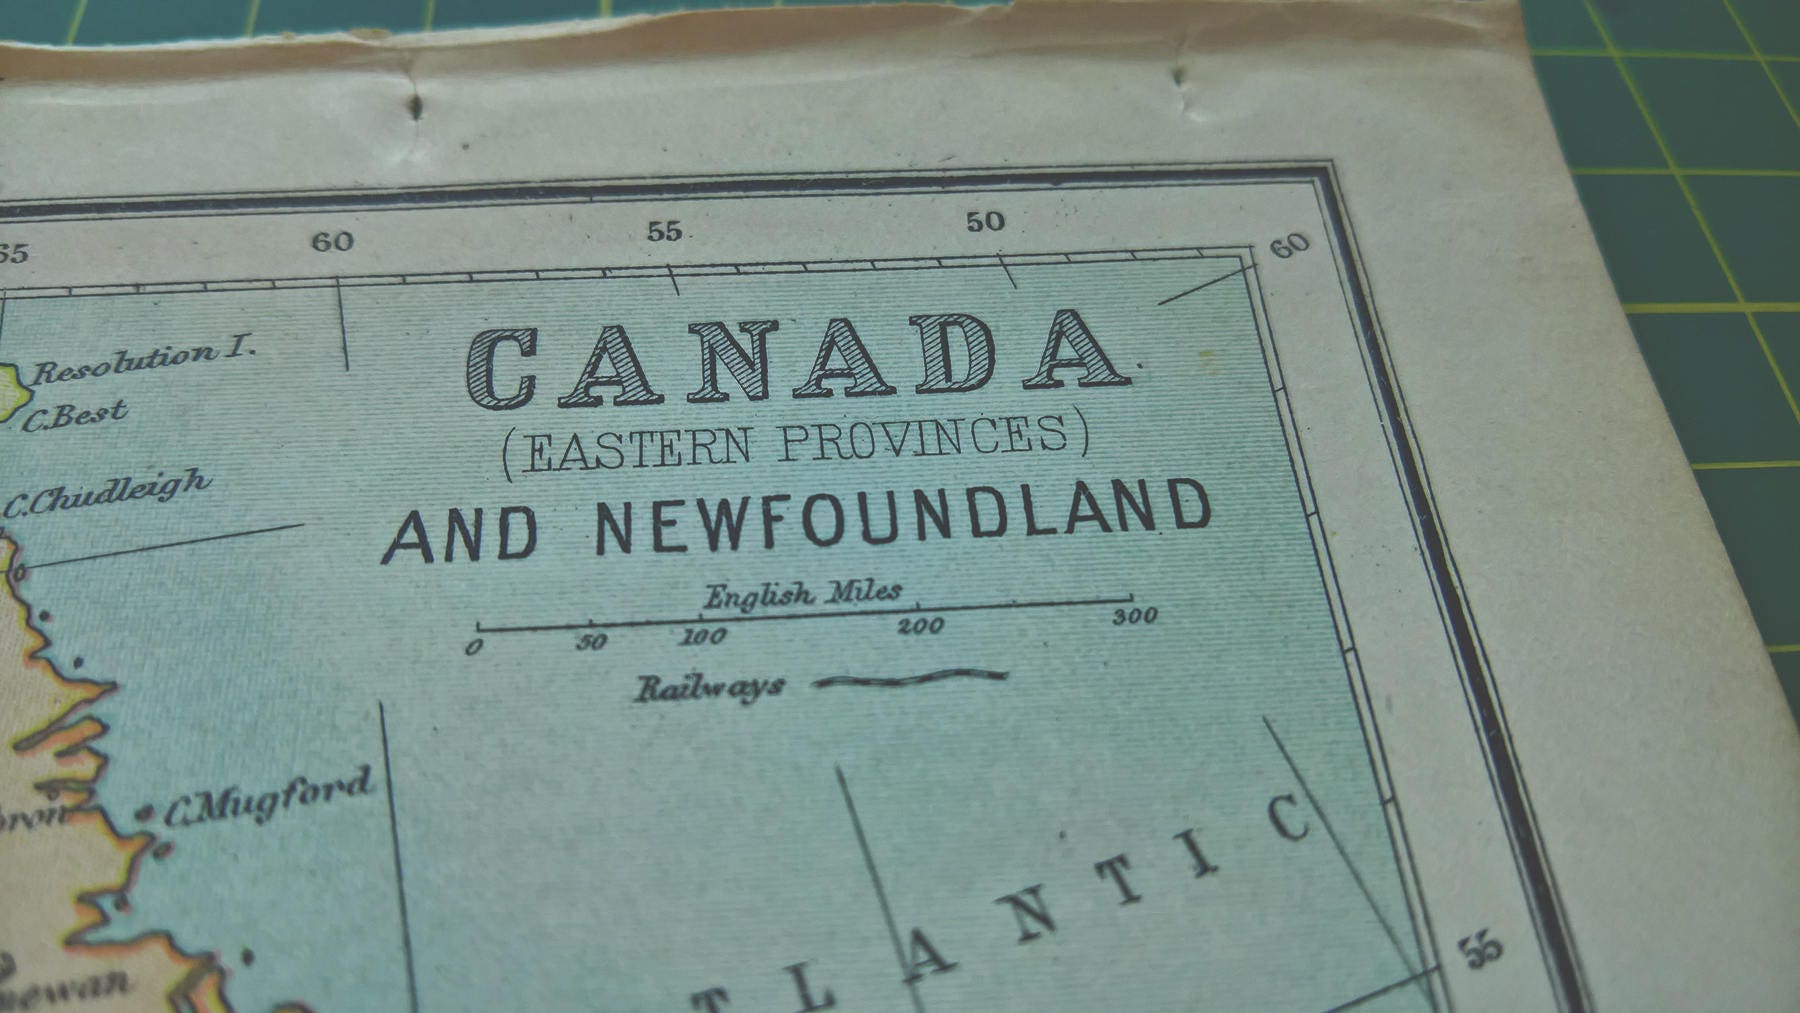 65 60 55 50
60
CANADA.
(EASTERN PROVINCES)
AND NEWFOUNDLAND
English Miles
0 50 100 200 300
Railways
Resolution I.
C.Best
C.Chudleigh
C.Mugford
TLANTIC
55